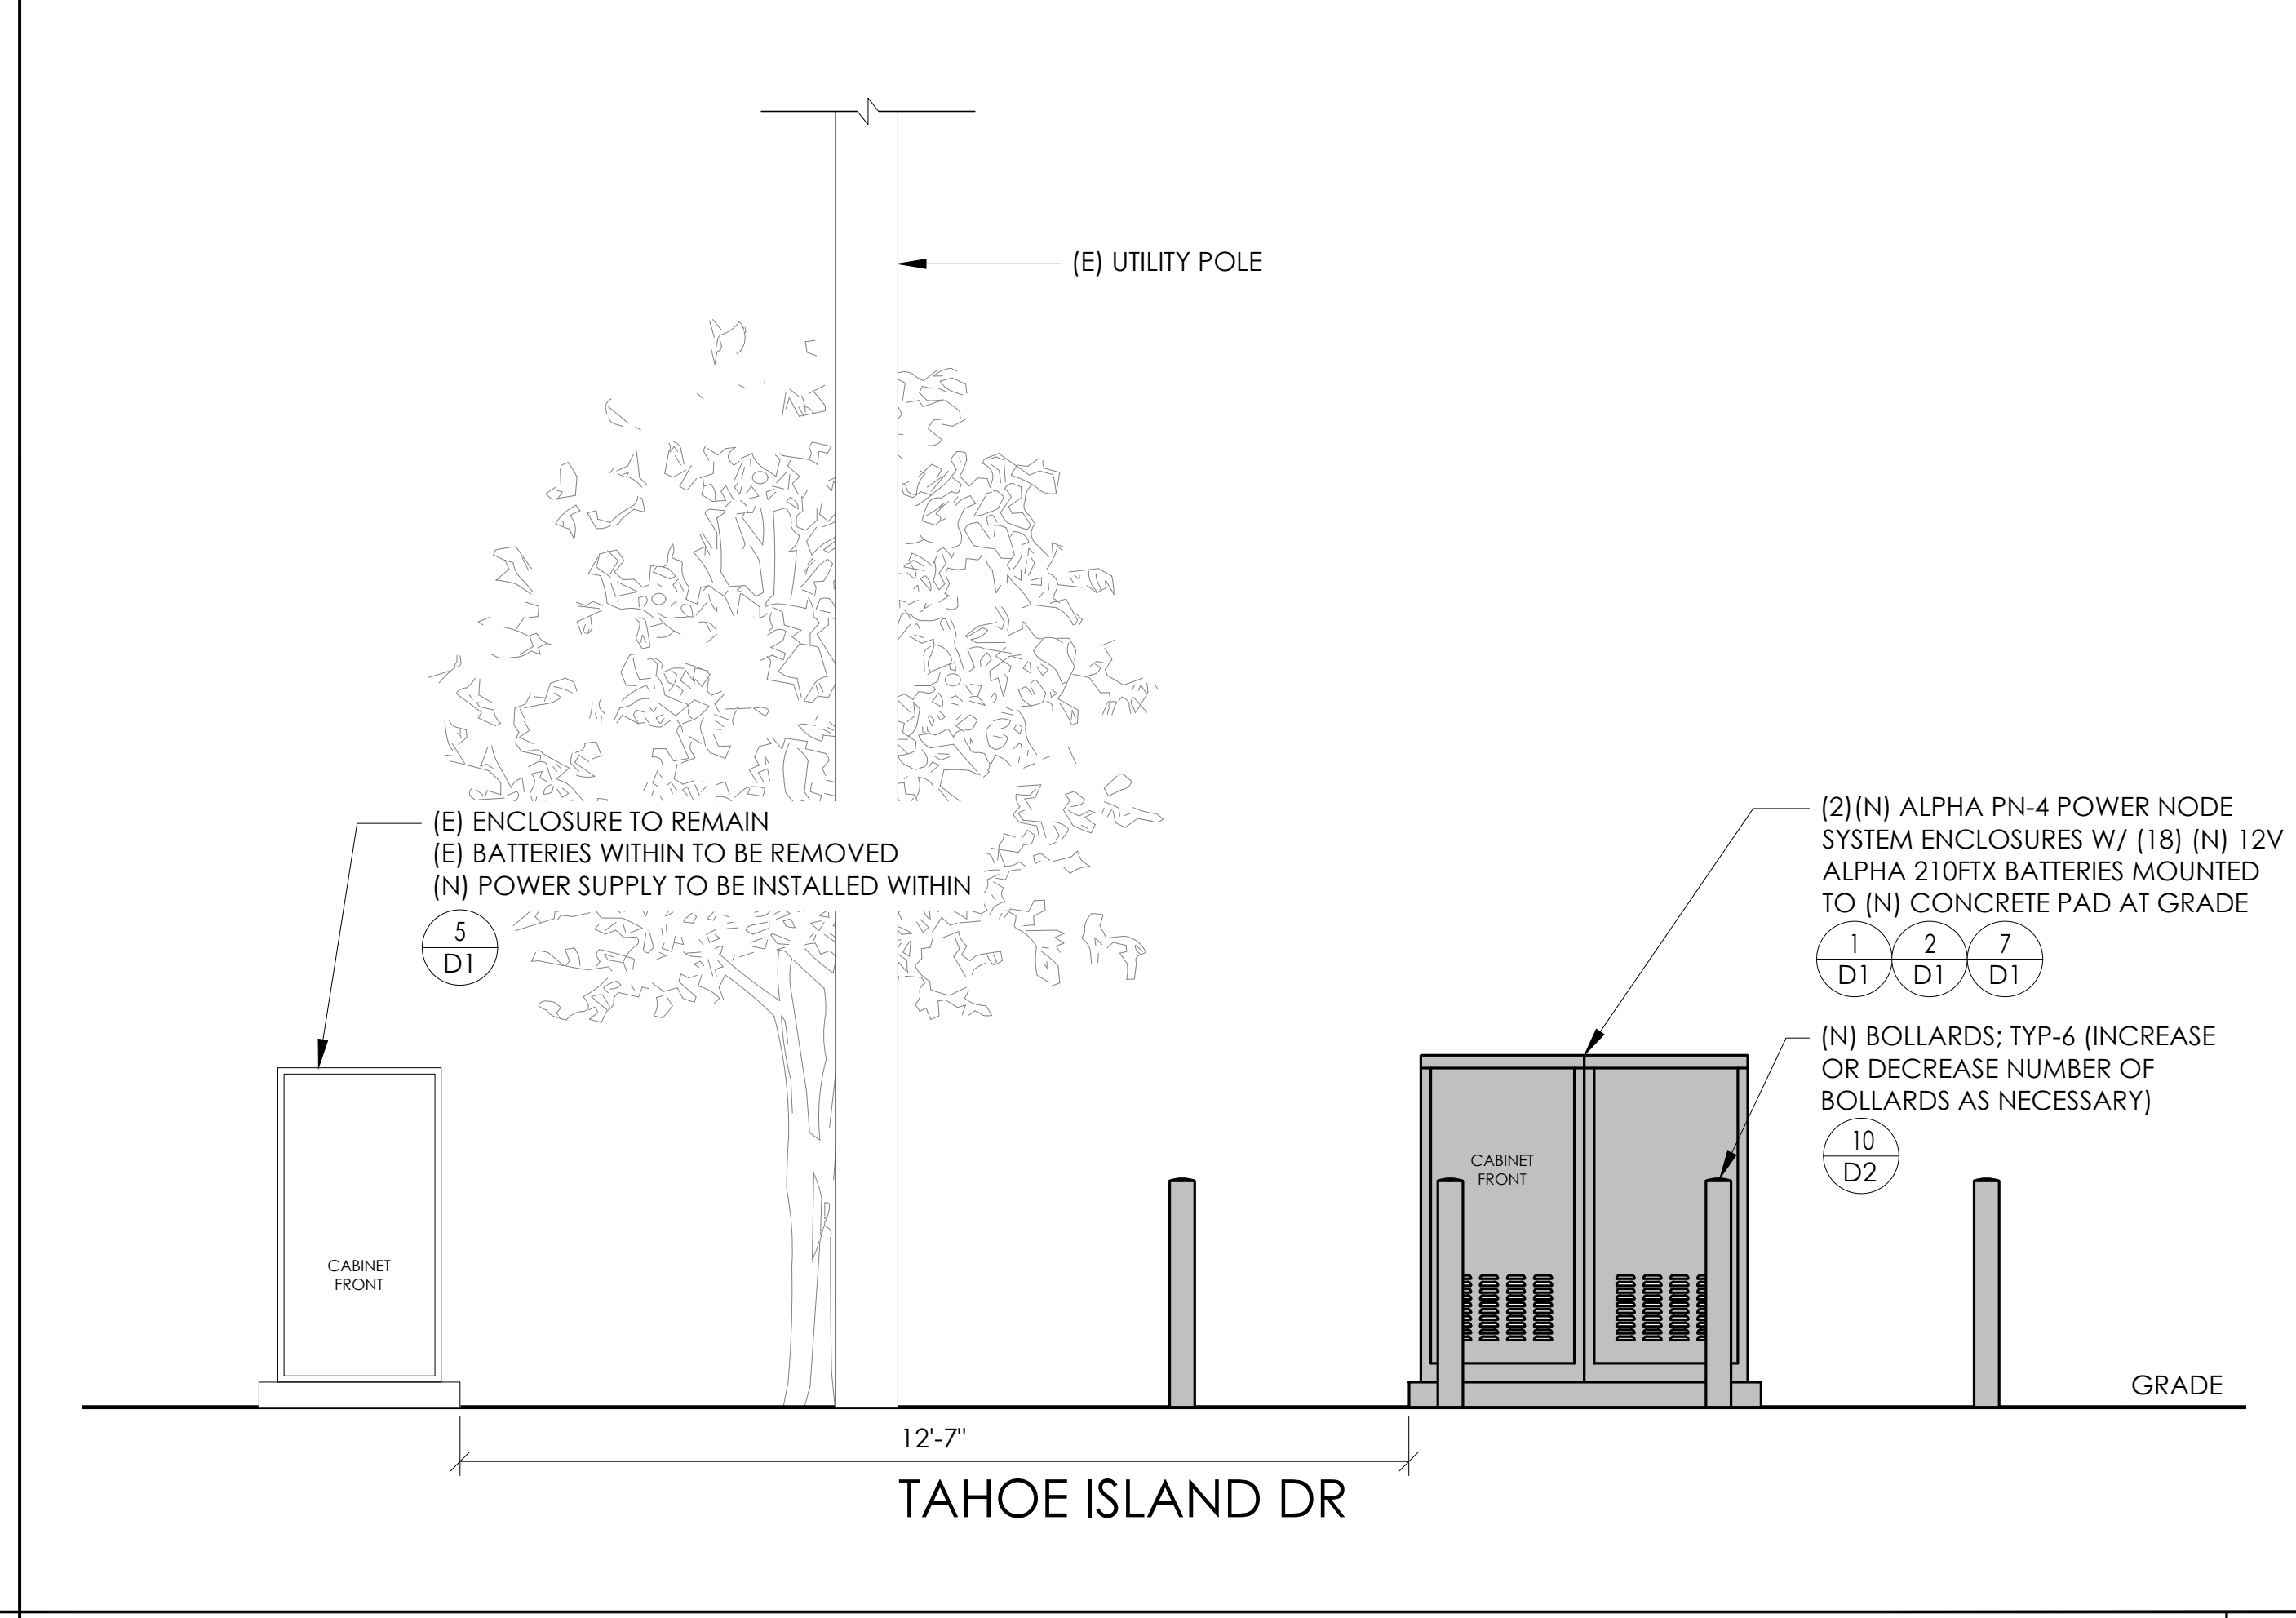 (E) UTILITY POLE
(E) ENCLOSURE TO REMAIN
(E) BATTERIES WITHIN TO BE REMOVED
(N) POWER SUPPLY TO BE INSTALLED WITHIN
5
D1
(2)(N) ALPHA PN-4 POWER NODE
SYSTEM ENCLOSURES W/ (18) (N) 12V
ALPHA 210FTX BATTERIES MOUNTED
TO (N) CONCRETE PAD AT GRADE
1 2 7
D1 D1 D1
(N) BOLLARDS; TYP-6 (INCREASE
OR DECREASE NUMBER OF
BOLLARDS AS NECESSARY)
10
D2
CABINET
FRONT
CABINET
FRONT
GRADE
12'-7"
TAHOE ISLAND DR